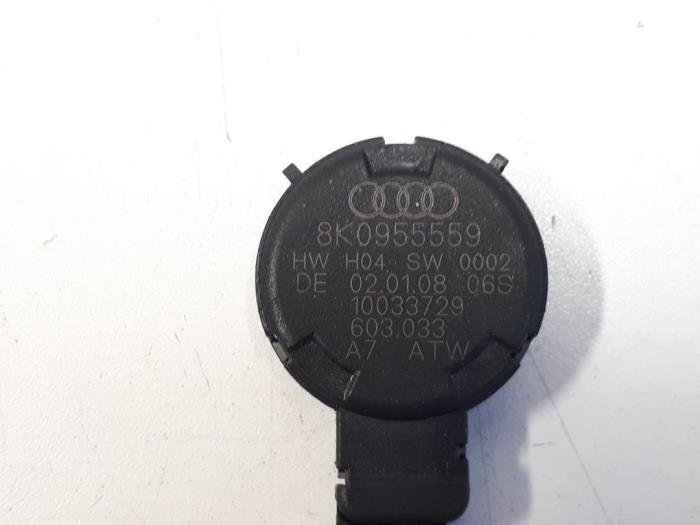 8K0955559
HW H04 SW 0002
DE 02.01.08 06S
10033729
603.033
A7 ATW